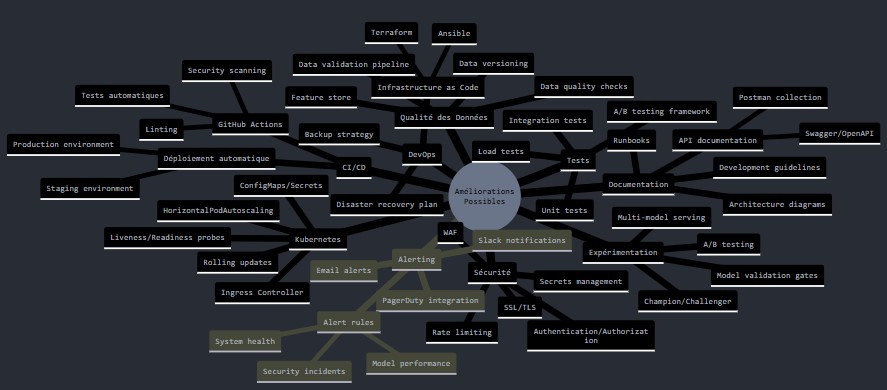 Terraform
Ansible
Data validation pipeline
Data versioning
Security scanning
Infrastructure as Code
Data quality checks
Tests automatiques
Feature store
Postman collection
A/B testing framework
Qualité des Données
Integration tests
GitHub Actions
Linting
Backup strategy
Swagger/OpenAPI
Production environment
Runbooks
API documentation
Load tests
DevOps
Déploiement automatique
Tests
CI/CD
Development guidelines
Staging environment
ConfigMaps/Secrets
Documentation
Améliorations
Possibles
Disaster recovery plan
Architecture diagrams
HorizontalPodAutoscaling
Unit tests
Multi-model serving
WAF
Liveness/Readiness probes
Kubernetes
Slack notifications
A/B testing
Expérimentation
Rolling updates
Alerting
Email alerts
Sécurité
Model validation gates
Secrets management
Ingress Controller
PagerDuty integration
Champion/Challenger
SSL/TLS
Alert rules
Rate limiting
Authentication/Authorizat
ion
System health
Model performance
Security incidents